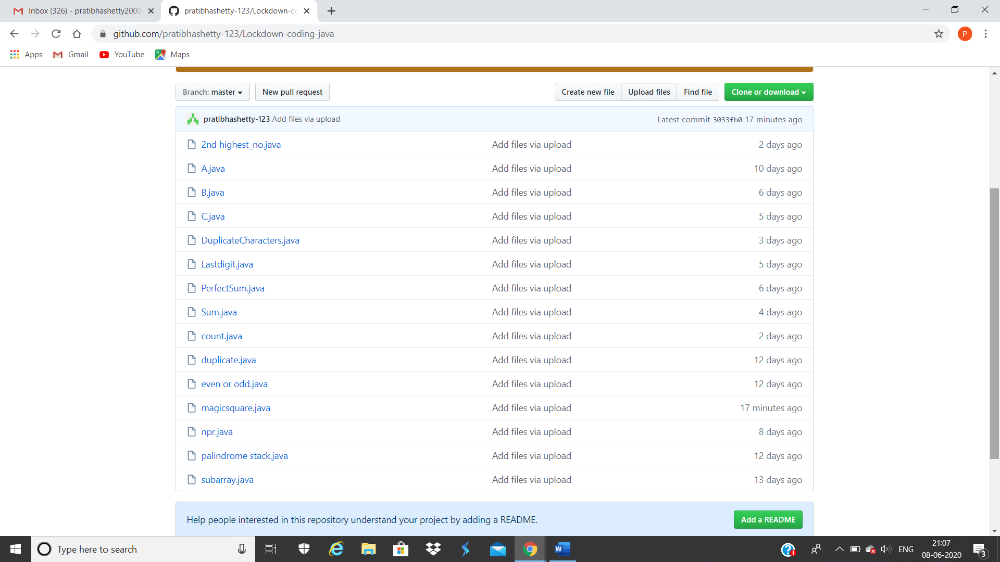 Inbox (326) - pratibhashetty2000
pratibhashetty-123/Lockdown-co
github.com/pratibhashetty-123/Lockdown-coding-java
P
Apps Gmail YouTube Maps
Branch: master New pull request Create new file Upload files Find file Clone or download
pratibhashetty-123 Add files via upload Latest commit 3033fb0 17 minutes ago
2nd highest_no.java Add files via upload 2 days ago
A.java Add files via upload 10 days ago
B.java Add files via upload 6 days ago
C.java Add files via upload 5 days ago
DuplicateCharacters.java Add files via upload 3 days ago
Lastdigit.java Add files via upload 5 days ago
PerfectSum.java Add files via upload 6 days ago
Sum.java Add files via upload 4 days ago
count.java Add files via upload 2 days ago
duplicate.java Add files via upload 12 days ago
even or odd.java Add files via upload 12 days ago
magicsquare.java Add files via upload 17 minutes ago
npr.java Add files via upload 8 days ago
palindrome stack.java Add files via upload 12 days ago
subarray.java Add files via upload 13 days ago
Help people interested in this repository understand your project by adding a README. Add a README
Type here to search ENG 21:07
08-06-2020 3